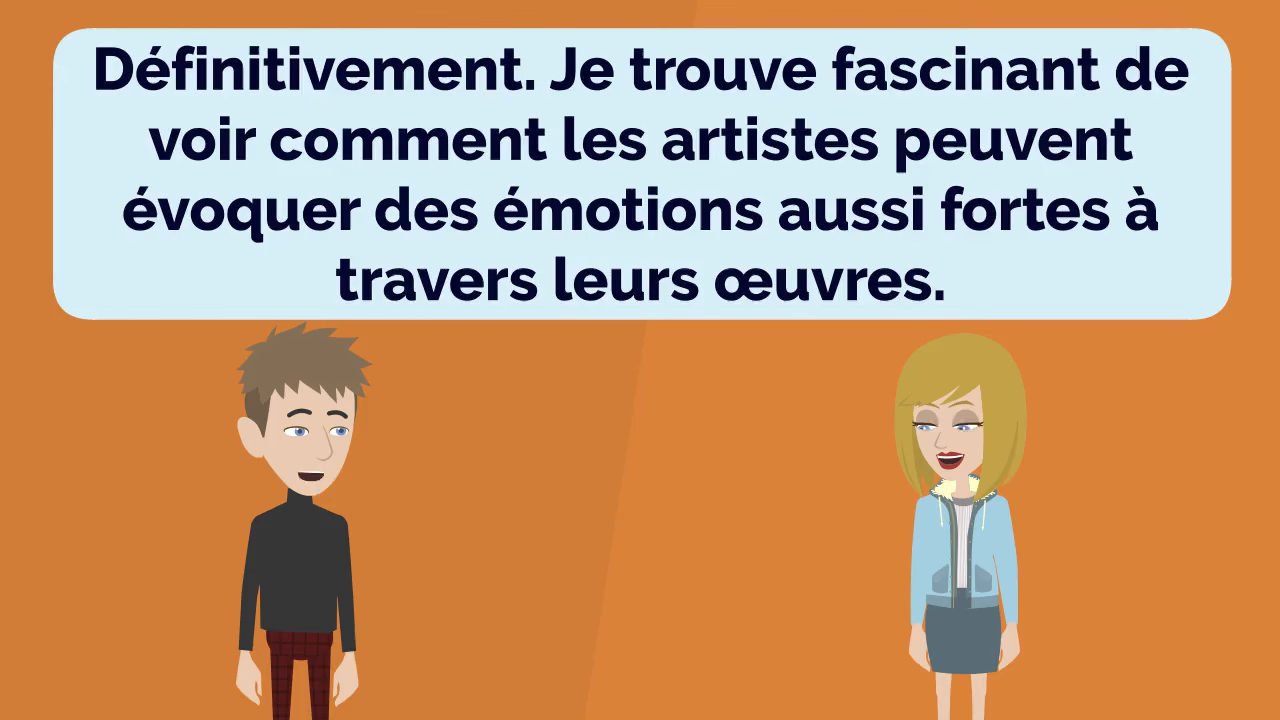 Définitivement. Je trouve fascinant de
voir comment les artistes peuvent
évoquer des émotions aussi fortes à
travers leurs œuvres.